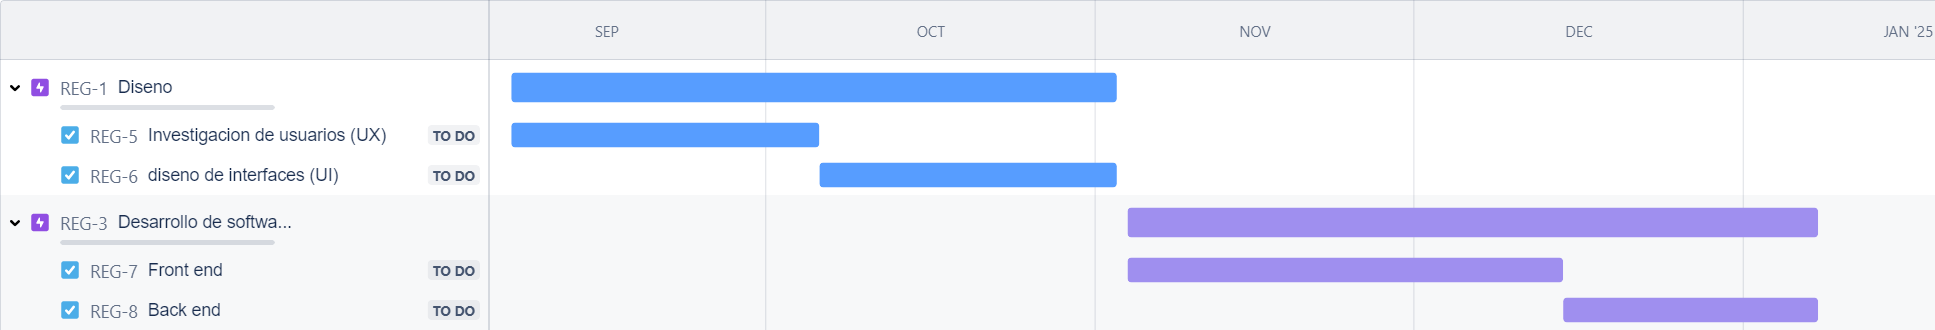 SEP OCT NOV DEC JAN '25
REG-1 Diseno
REG-5 Investigacion de usuarios (UX) TO DO
REG-6 diseno de interfaces (UI) TO DO
REG-3 Desarrollo de softwa...
REG-7 Front end TO DO
REG-8 Back end TO DO